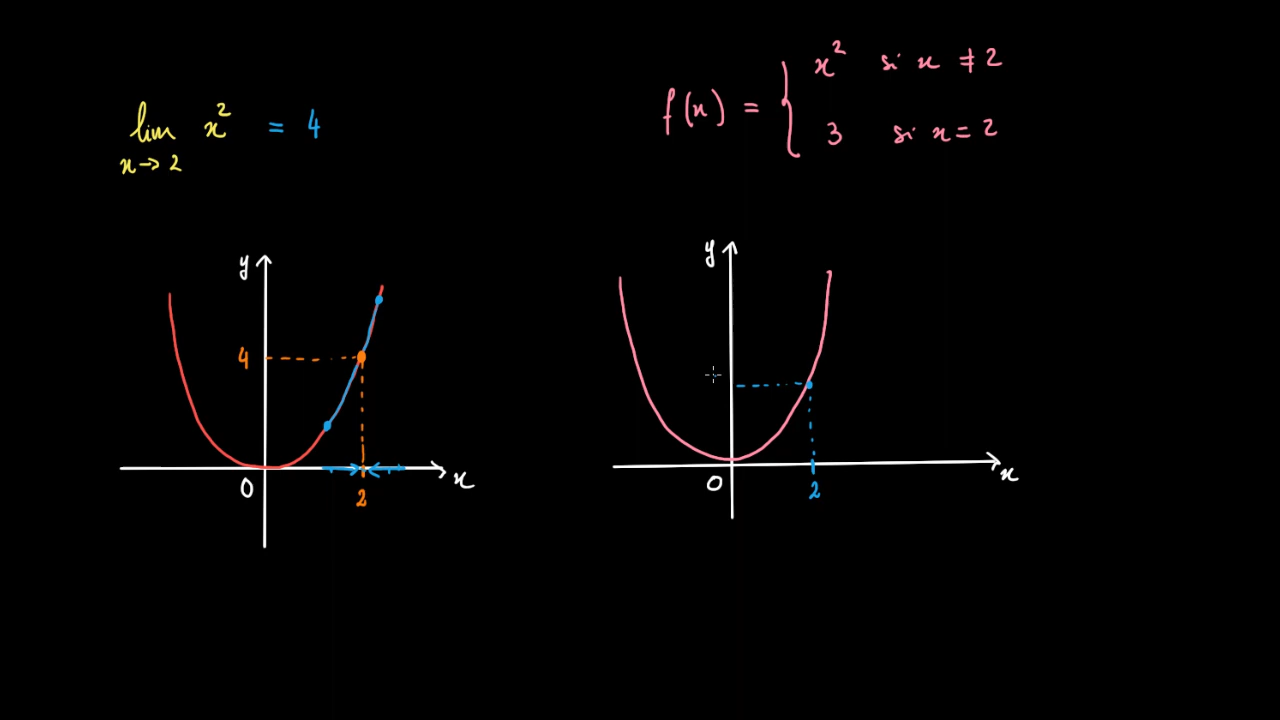 lim x² = 4
x→2
f(x) = { x² si x ≠ 2
3 si x = 2
y
4
0
2
x
y
0
2
x